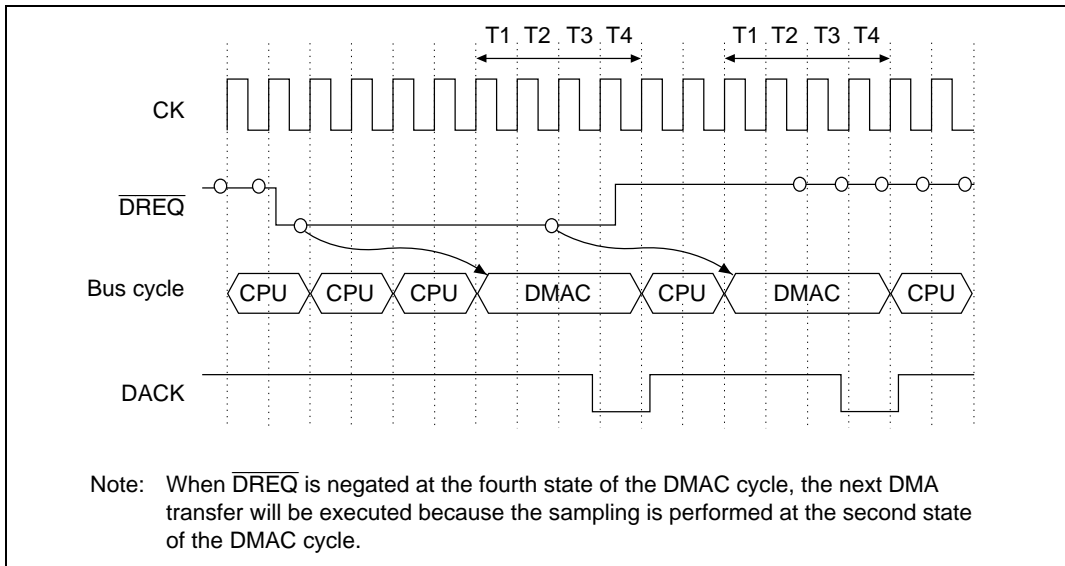 T1 T2 T3 T4 T1 T2 T3 T4
CK
DREQ
Bus cycle CPU CPU CPU DMAC CPU DMAC CPU
DACK
Note: When DREQ is negated at the fourth state of the DMAC cycle, the next DMA
transfer will be executed because the sampling is performed at the second state
of the DMAC cycle.